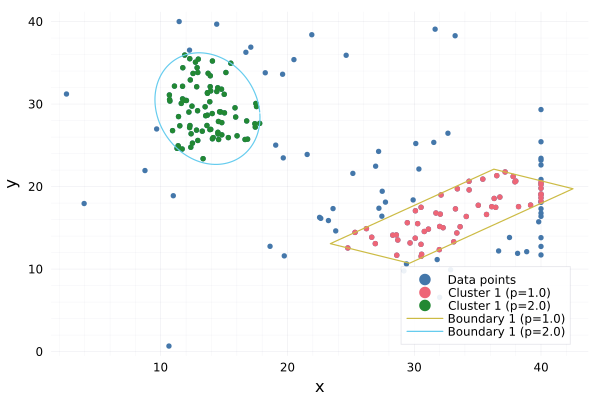 40
30
20
10
0
y
10
20
30
40
x
Data points
Cluster 1 (p=1.0)
Cluster 1 (p=2.0)
Boundary 1 (p=1.0)
Boundary 1 (p=2.0)